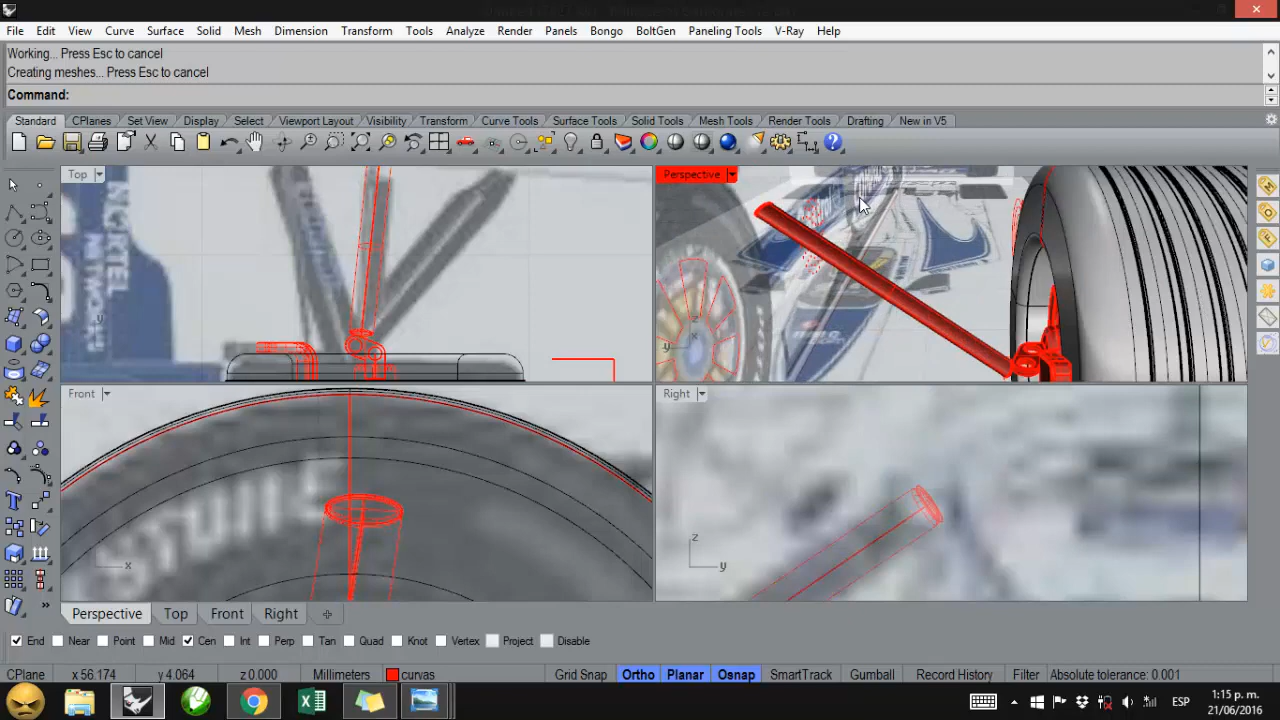 File Edit View Curve Surface Solid Mesh Dimension Transform Tools Analyze Render Panels Bongo BoltGen Paneling Tools V-Ray Help
Working... Press Esc to cancel
Creating meshes... Press Esc to cancel
Command:
Standard CPlanes Set View Display Select Viewport Layout Visibility Transform Curve Tools Surface Tools Solid Tools Mesh Tools Render Tools Drafting New in V5
Top
Perspective
NETWORK
y
z
x
y
Front
Right
x
z
y
Perspective Top Front Right
End Near Point Mid Cen Int Perp Tan Quad Knot Vertex Project Disable
CPlane x 56.174 y 4.064 z 0.000 Millimeters curvas Grid Snap Ortho Planar Osnap SmartTrack Gumball Record History Filter Absolute tolerance: 0.001
ESP
1:15 p. m.
21/06/2016